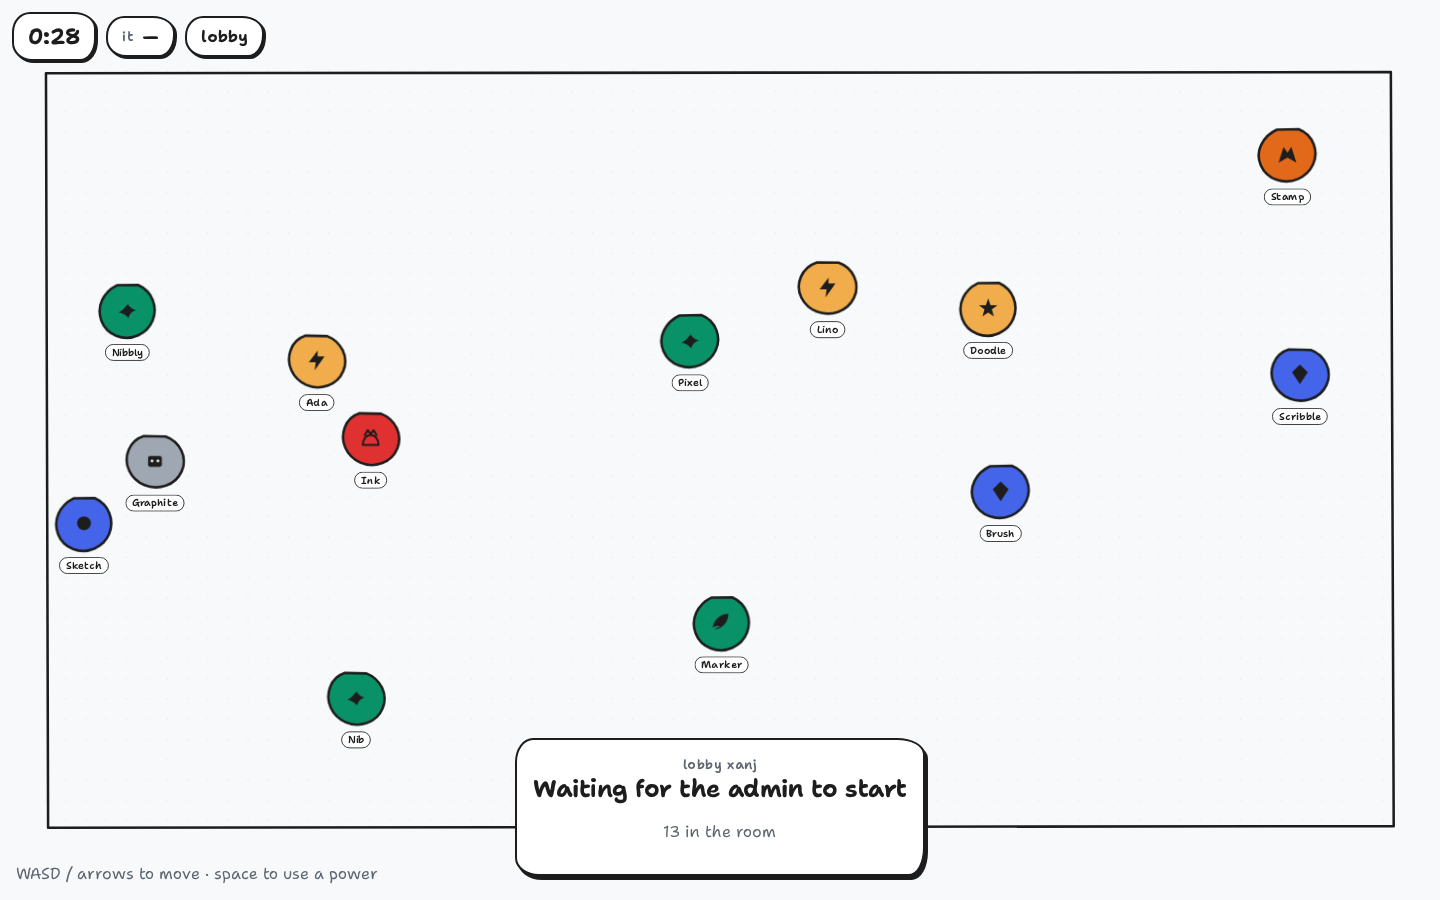 0:28
it —
lobby
Stamp
Nibbly
Lino
Doodle
Pixel
Ada
Scribble
Ink
Graphite
Brush
Sketch
Marker
Nib
lobby xanj
Waiting for the admin to start
13 in the room
WASD / arrows to move · space to use a power